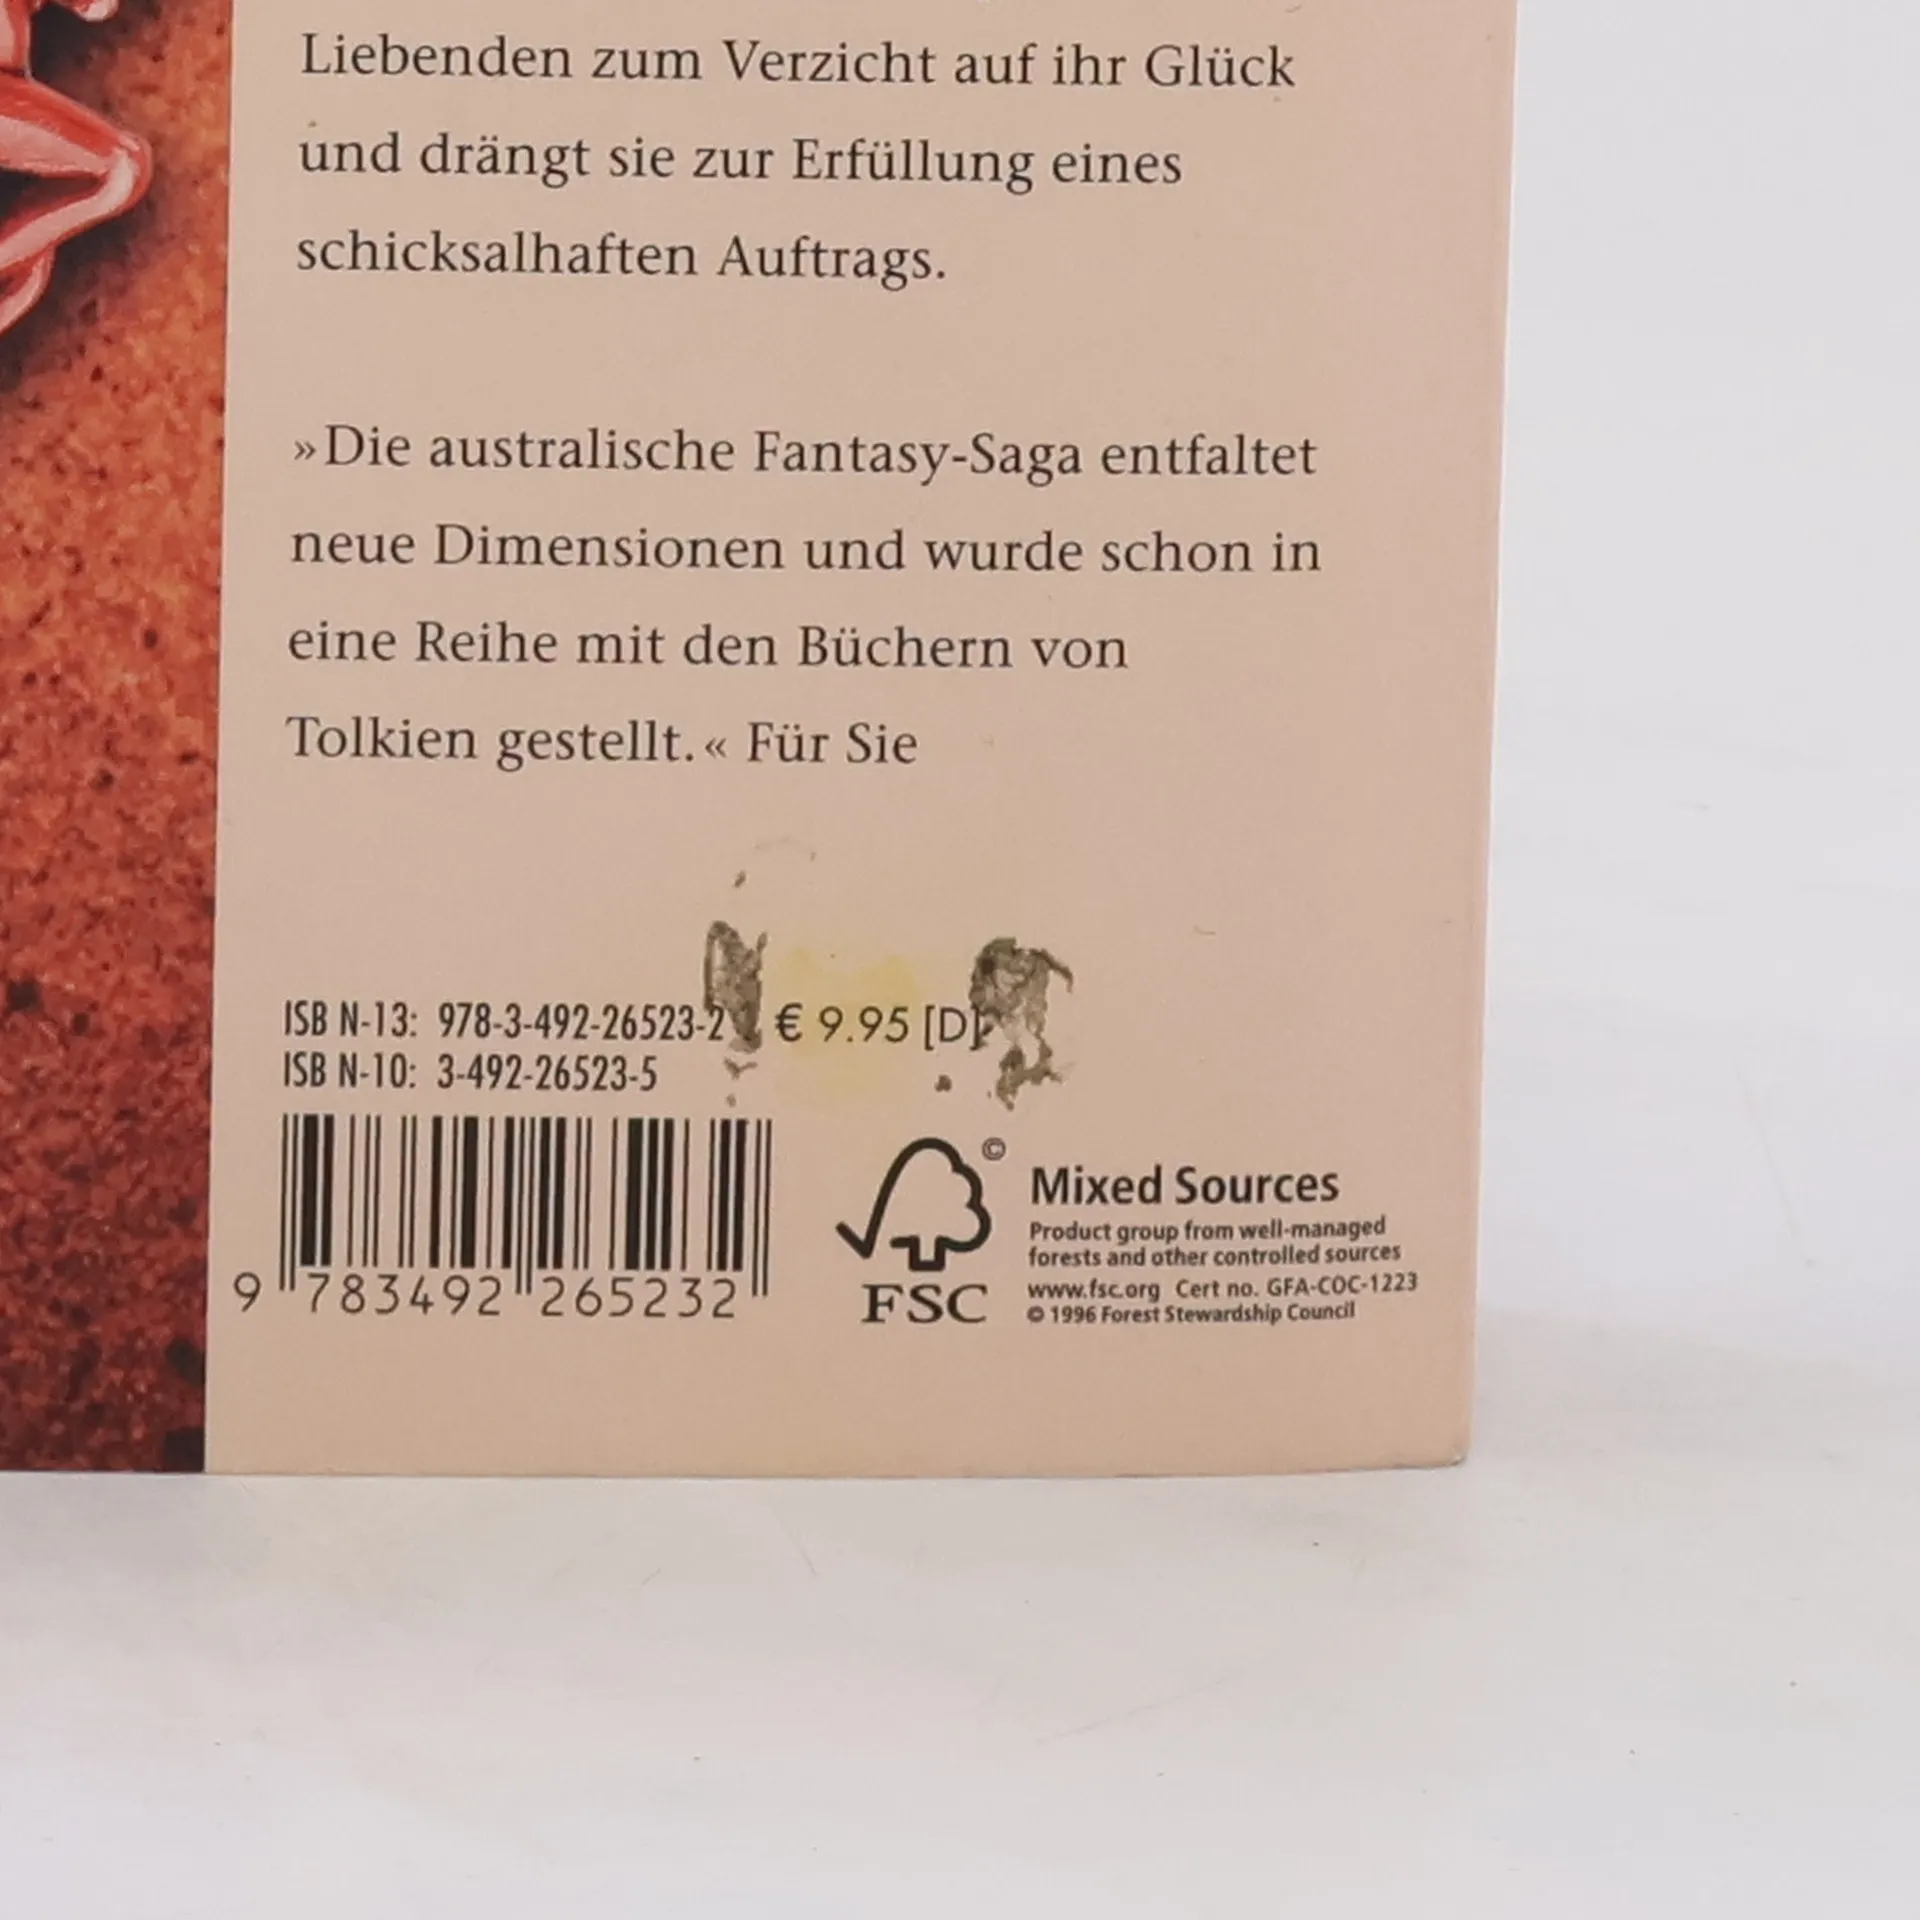 Liebenden zum Verzicht auf ihr Glück
und drängt sie zur Erfüllung eines
schicksalhaften Auftrags.
»Die australische Fantasy-Saga entfaltet
neue Dimensionen und wurde schon in
eine Reihe mit den Büchern von
Tolkien gestellt.« Für Sie
ISBN-13: 978-3-492-26523-2 € 9.95 [D]
ISBN-10: 3-492-26523-5
9 783492 265232
©
FSC
Mixed Sources
Product group from well-managed
forests and other controlled sources
www.fsc.org Cert no. GFA-COC-1223
© 1996 Forest Stewardship Council